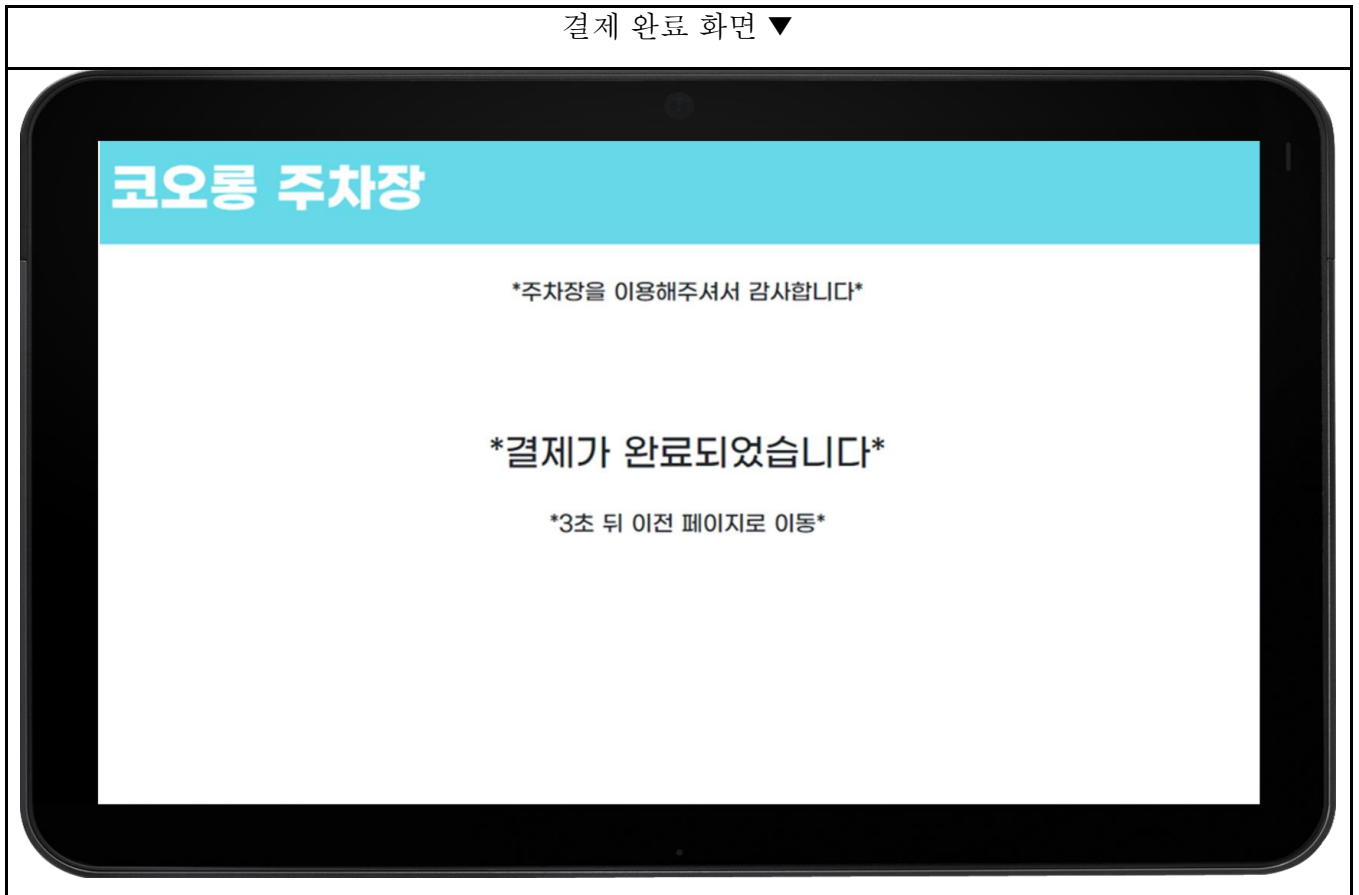 결제 완료 화면 ▼
코오롱 주차장
*주차장을 이용해주셔서 감사합니다*
*결제가 완료되었습니다*
*3초 뒤 이전 페이지로 이동*